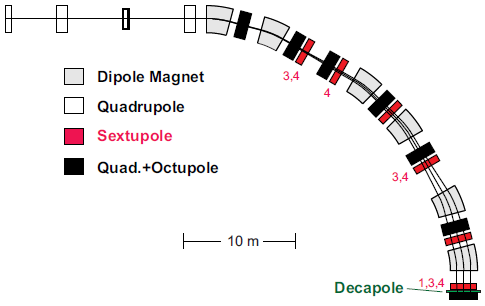 Dipole Magnet
3,4
4
Quadrupole
Sextupole
Quad.+Octupole
3,4
10 m
Decapole
1,3,4